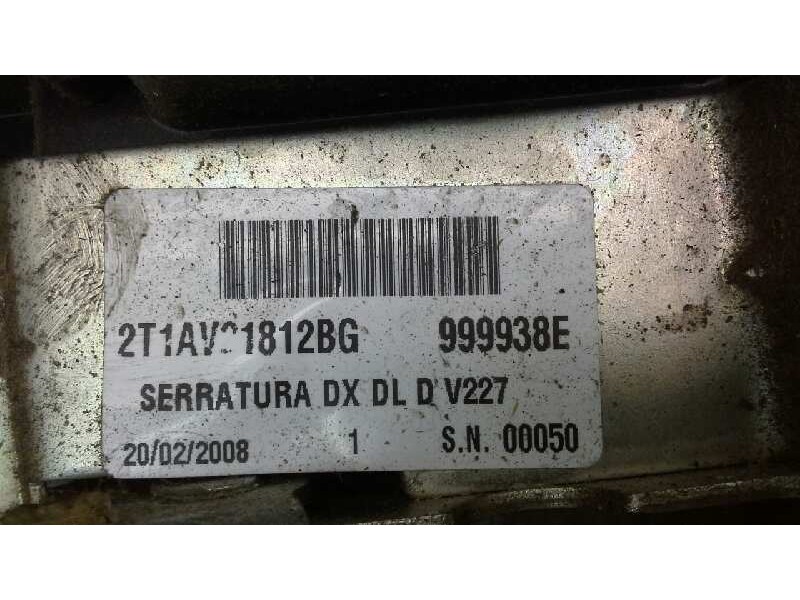 999938E
SERRATURA DX DL D V227
20/02/2008 1 S.N. 00050